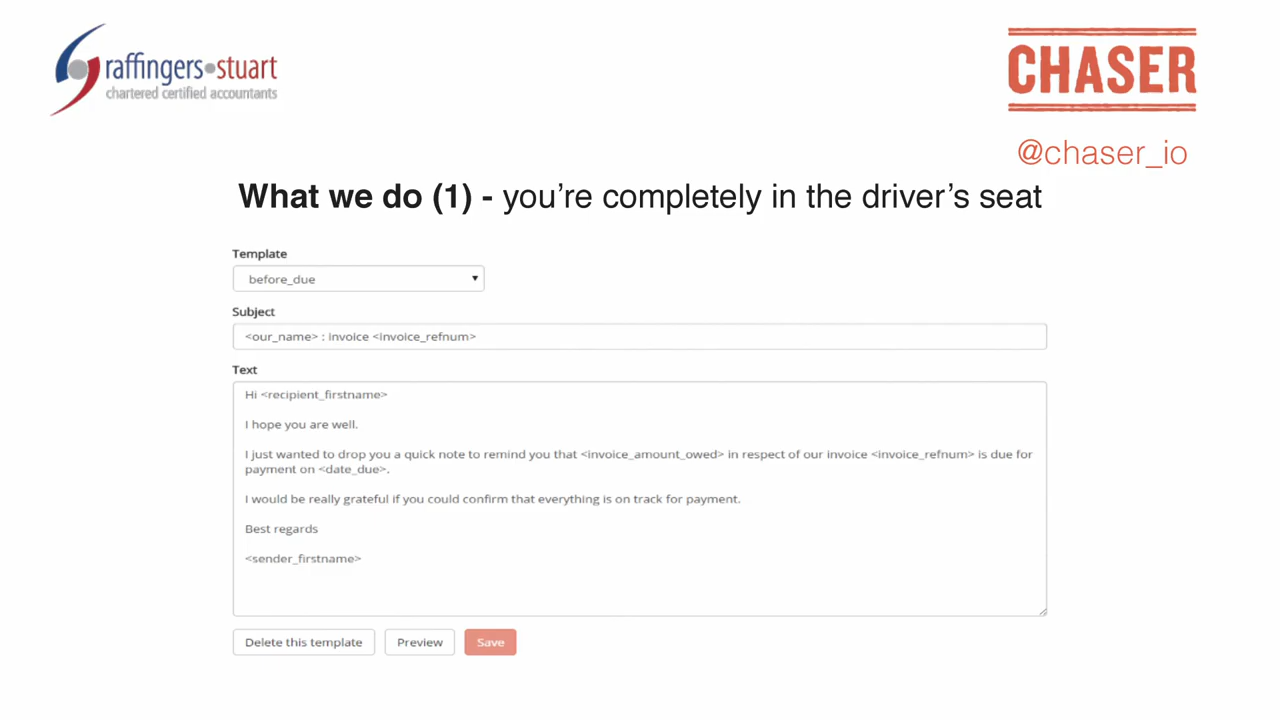 raffingers•stuart
chartered certified accountants
CHASER
@chaser_io
What we do (1) - you’re completely in the driver’s seat
Template
before_due
Subject
<our_name> : invoice <invoice_refnum>
Text
Hi <recipient_firstname>
I hope you are well.
I just wanted to drop you a quick note to remind you that <invoice_amount_owed> in respect of our invoice <invoice_refnum> is due for
payment on <date_due>.
I would be really grateful if you could confirm that everything is on track for payment.
Best regards
<sender_firstname>
Delete this template
Preview
Save